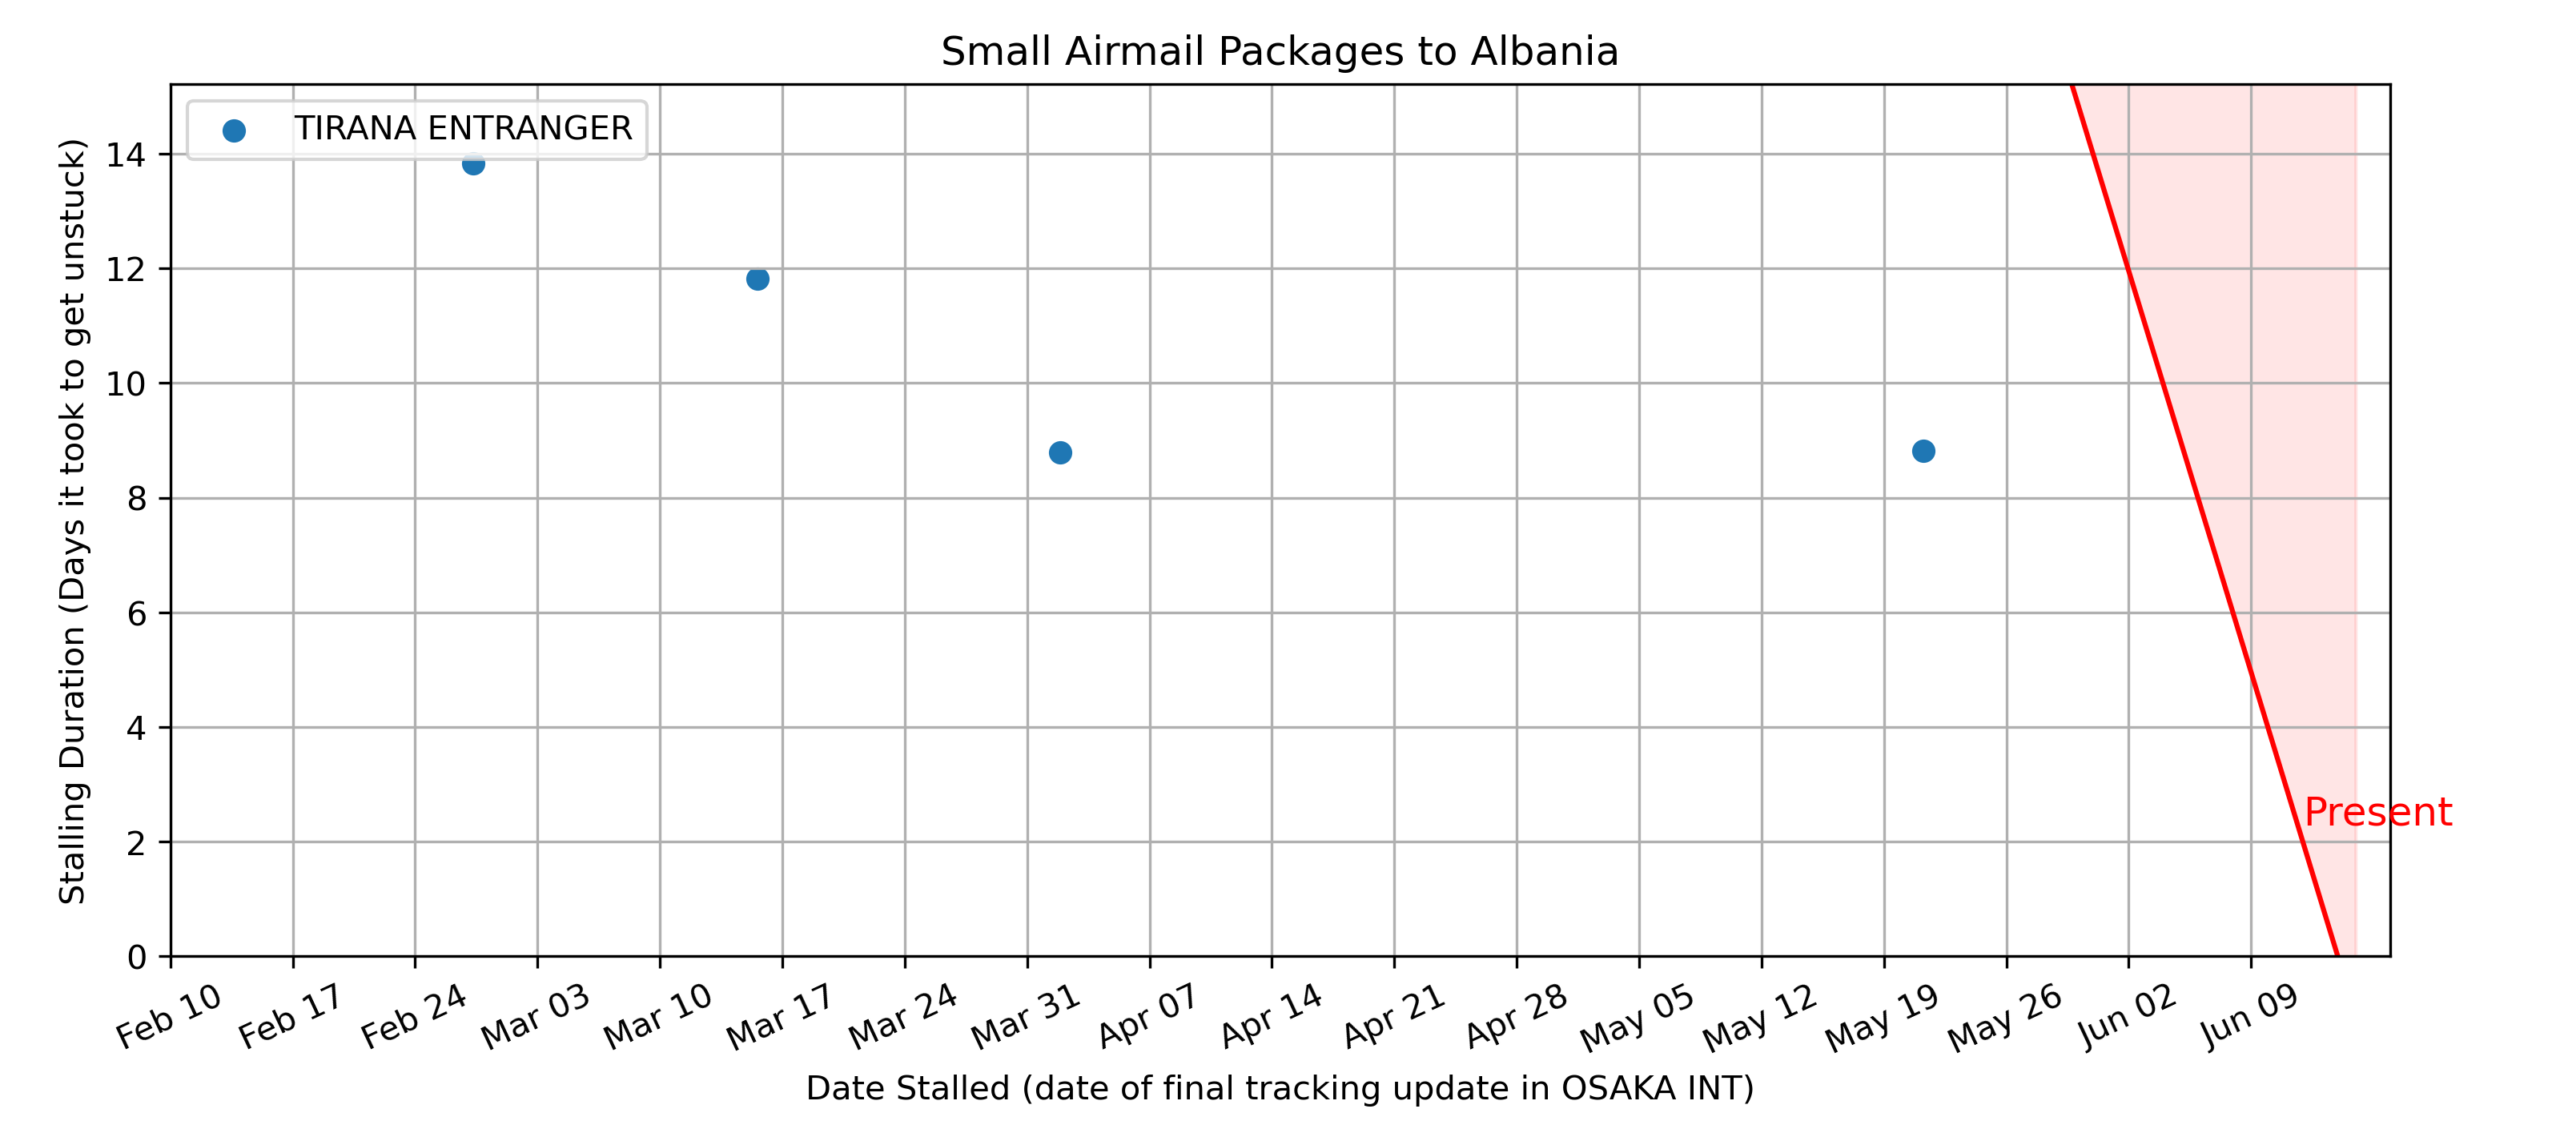 Small Airmail Packages to Albania
TIRANA ENTRANGER
Stalling Duration (Days it took to get unstuck)
14
12
10
8
6
4
2
0
Present
Feb 10
Feb 17
Feb 24
Mar 03
Mar 10
Mar 17
Mar 24
Mar 31
Apr 07
Apr 14
Apr 21
Apr 28
May 05
May 12
May 19
May 26
Jun 02
Jun 09
Date Stalled (date of final tracking update in OSAKA INT)